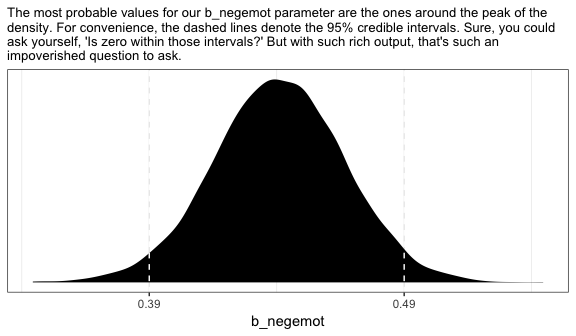 The most probable values for our b_negemot parameter are the ones around the peak of the
density. For convenience, the dashed lines denote the 95% credible intervals. Sure, you could
ask yourself, 'Is zero within those intervals?' But with such rich output, that's such an
impoverished question to ask.
0.39
0.49
b_negemot